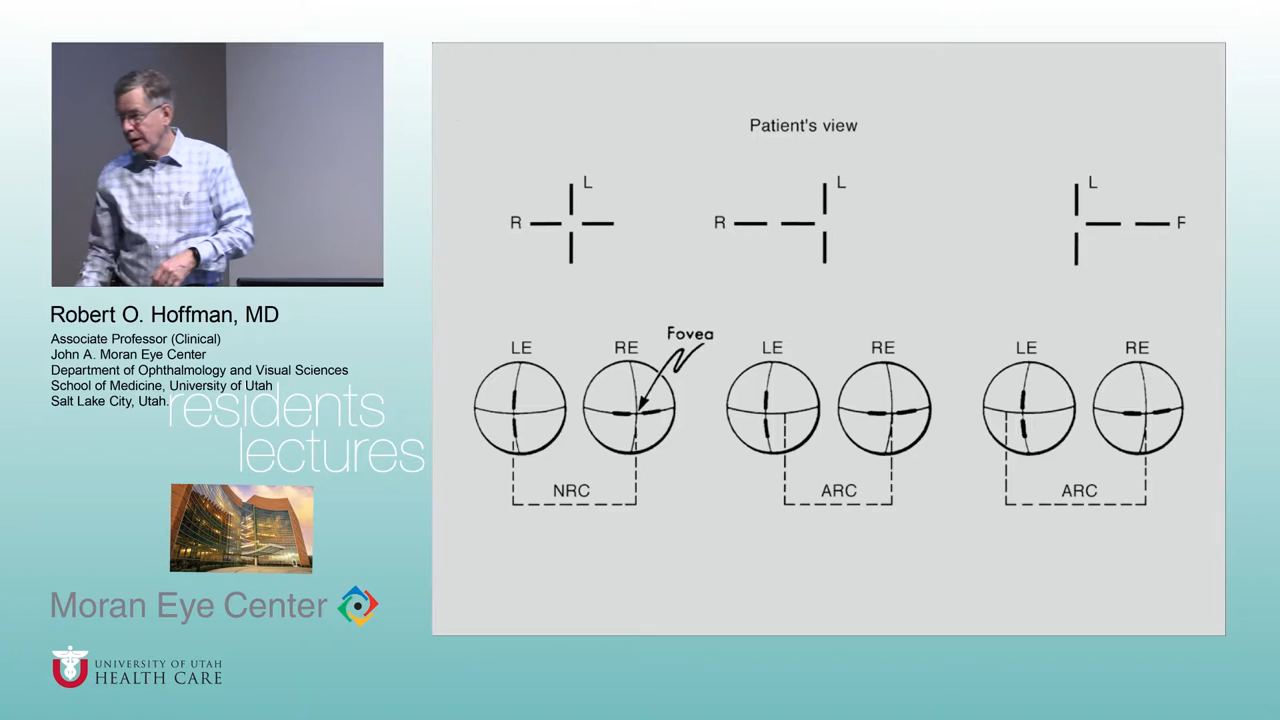 Patient's view
L
R
L
R
L
F
Robert O. Hoffman, MD
Associate Professor (Clinical)
John A. Moran Eye Center
Department of Ophthalmology and Visual Sciences
School of Medicine, University of Utah
Salt Lake City, Utah.
residents
lectures
Fovea
LE
RE
LE
RE
LE
RE
NRC
ARC
ARC
Moran Eye Center
UNIVERSITY OF UTAH
HEALTH CARE
U